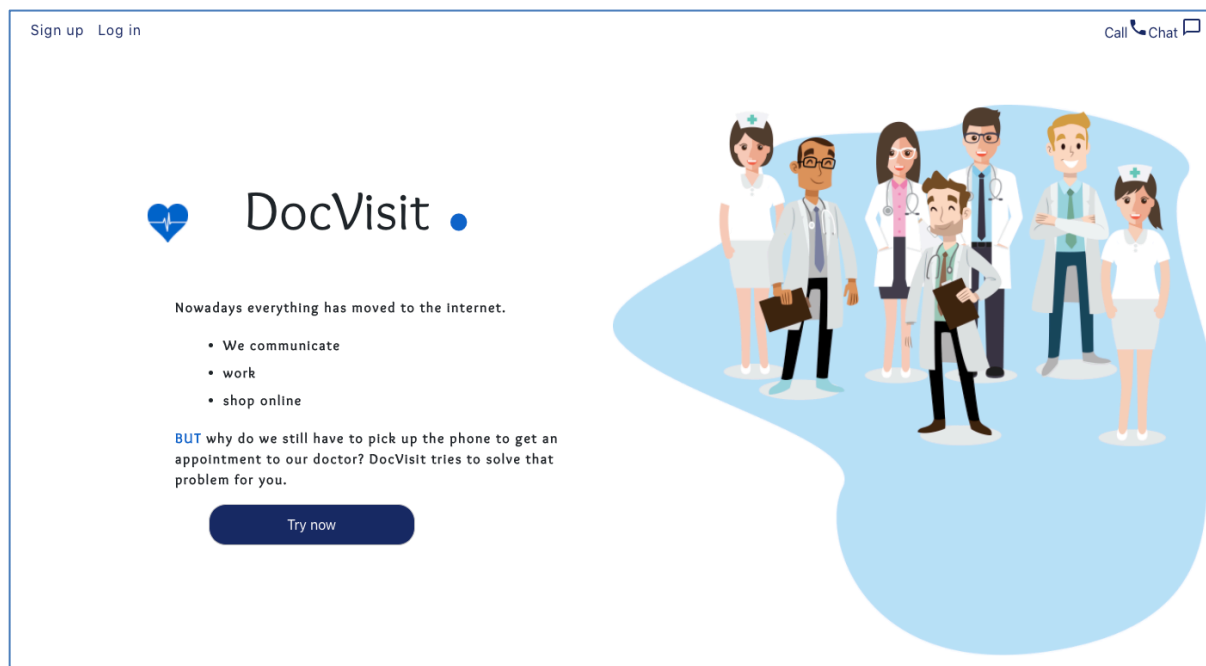 Sign up Log in
Call Chat
DocVisit
Nowadays everything has moved to the internet.
• We communicate
• work
• shop online
BUT why do we still have to pick up the phone to get an
appointment to our doctor? DocVisit tries to solve that
problem for you.
Try now